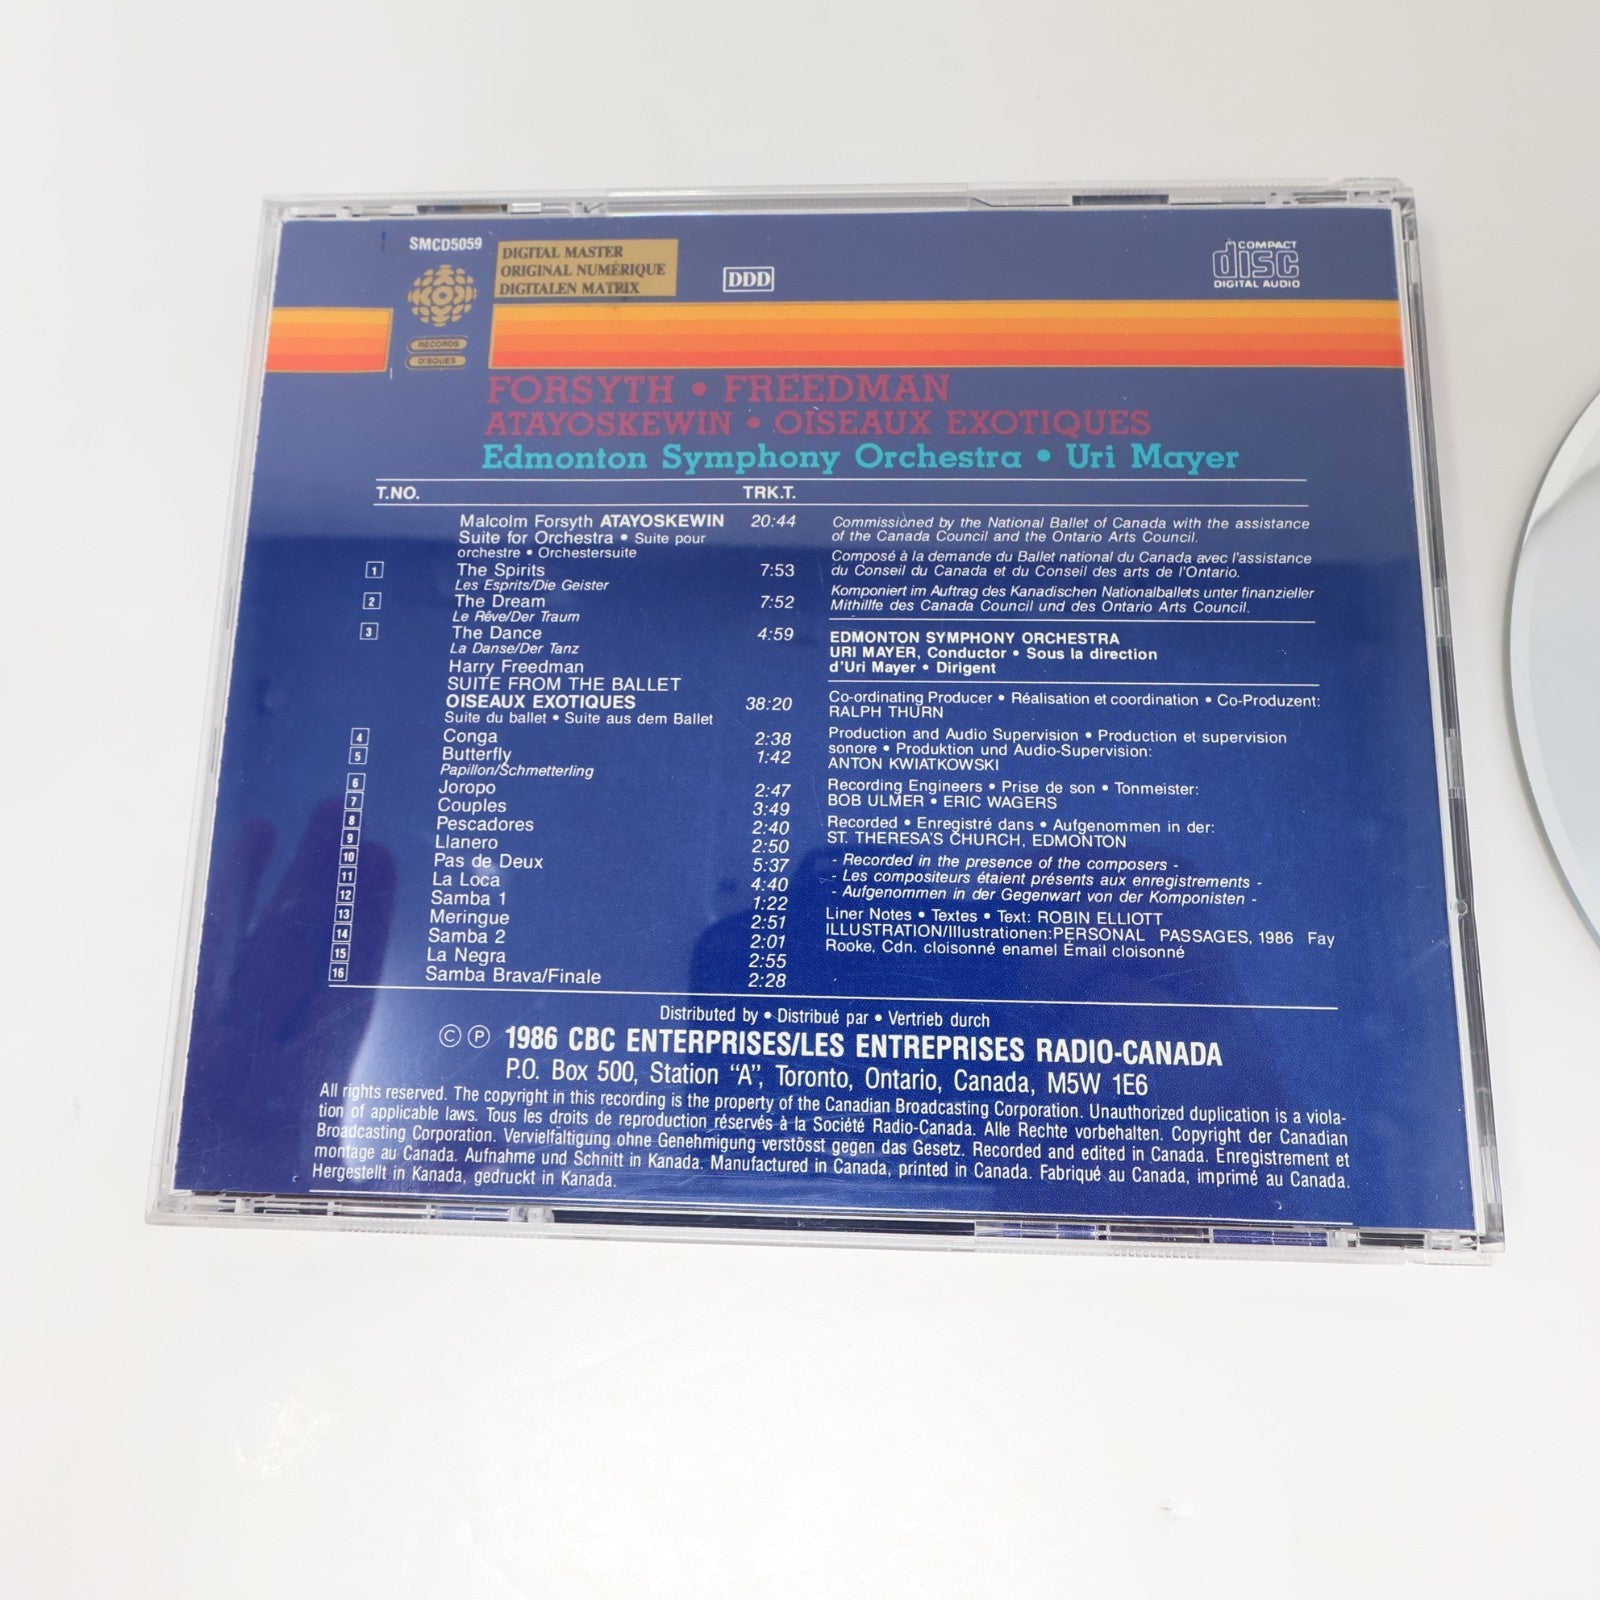 SMCD5059
DIGITAL MASTER
ORIGINAL NUMÉRIQUE
DIGITALEN MATRIX
DDD
COMPACT
disc
DIGITAL AUDIO
RECORDS
DISQUES
FORSYTH • FREEDMAN
ATAYOSKEWIN • OISEAUX EXOTIQUES
Edmonton Symphony Orchestra • Uri Mayer
T.NO. TRK.T.
Malcolm Forsyth ATAYOSKEWIN 20:44
Suite for Orchestra • Suite pour
orchestre • Orchestersuite
1 The Spirits 7:53
Les Esprits/Die Geister
2 The Dream 7:52
Le Rêve/Der Traum
3 The Dance 4:59
La Danse/Der Tanz
Harry Freedman
SUITE FROM THE BALLET
OISEAUX EXOTIQUES 38:20
Suite du ballet • Suite aus dem Ballet
4 Conga 2:38
5 Butterfly 1:42
Papillon/Schmetterling
6 Joropo 2:47
7 Couples 3:49
8 Pescadores 2:40
9 Llanero 2:50
10 Pas de Deux 5:37
11 La Loca 4:40
12 Samba 1 1:22
13 Meringue 2:51
14 Samba 2 2:01
15 La Negra 2:55
16 Samba Brava/Finale 2:28
Commissioned by the National Ballet of Canada with the assistance
of the Canada Council and the Ontario Arts Council.
Composé à la demande du Ballet national du Canada avec l'assistance
du Conseil du Canada et du Conseil des arts de l'Ontario.
Komponiert im Auftrag des Kanadischen Nationalballets unter finanzieller
Mithillfe des Canada Council und des Ontario Arts Council.
EDMONTON SYMPHONY ORCHESTRA
URI MAYER, Conductor • Sous la direction
d'Uri Mayer • Dirigent
Co-ordinating Producer • Réalisation et coordination • Co-Produzent:
RALPH THURN
Production and Audio Supervision • Production et supervision
sonore • Produktion und Audio-Supervision:
ANTON KWIATKOWSKI
Recording Engineers • Prise de son • Tonmeister:
BOB ULMER • ERIC WAGERS
Recorded • Enregistré dans • Aufgenommen in der:
ST. THERESA'S CHURCH, EDMONTON
- Recorded in the presence of the composers -
- Les compositeurs étaient présents aux enregistrements -
- Aufgenommen in der Gegenwart von der Komponisten -
Liner Notes • Textes • Text: ROBIN ELLIOTT
ILLUSTRATION/Illustrationen:PERSONAL PASSAGES, 1986 Fay
Rooke, Cdn. cloisonné enamel Émail cloisonné
Distributed by • Distribué par • Vertrieb durch
© ℗ 1986 CBC ENTERPRISES/LES ENTREPRISES RADIO-CANADA
P.O. Box 500, Station "A", Toronto, Ontario, Canada, M5W 1E6
All rights reserved. The copyright in this recording is the property of the Canadian Broadcasting Corporation. Unauthorized duplication is a viola-
tion of applicable laws. Tous les droits de reproduction réservés à la Société Radio-Canada. Alle Rechte vorbehalten. Copyright der Canadian
Broadcasting Corporation. Vervielfältigung ohne Genehmigung verstösst gegen das Gesetz. Recorded and edited in Canada. Enregistrement et
montage au Canada. Aufnahme und Schnitt in Kanada. Manufactured in Canada, printed in Canada. Fabriqué au Canada, imprimé au Canada.
Hergestellt in Kanada, gedruckt in Kanada.